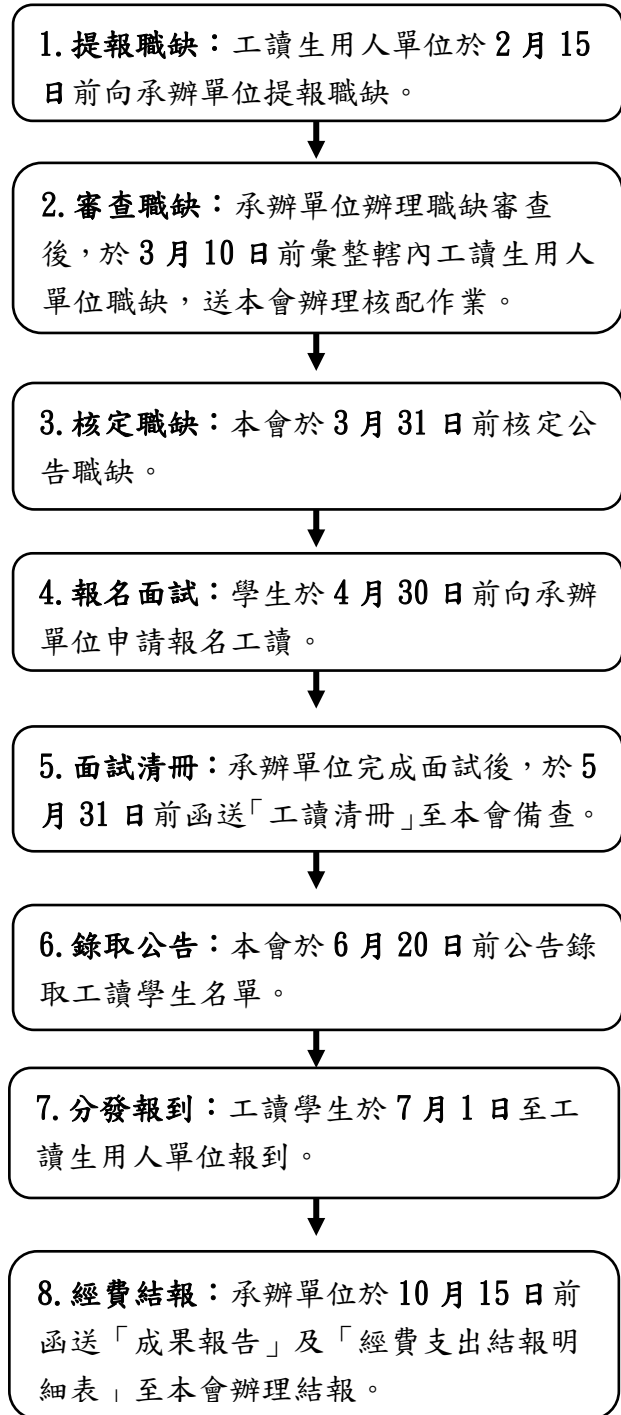 1.提報職缺：工讀生用人單位於2月15
日前向承辦單位提報職缺。
2.審查職缺：承辦單位辦理職缺審查
後，於3月10日前彙整轄內工讀生用人
單位職缺，送本會辦理核配作業。
3.核定職缺：本會於3月31日前核定公
告職缺。
4.報名面試：學生於4月30日前向承辦
單位申請報名工讀。
5.面試清冊：承辦單位完成面試後，於5
月31日前函送「工讀清冊」至本會備查。
6.錄取公告：本會於6月20日前公告錄
取工讀學生名單。
7.分發報到：工讀學生於7月1日至工
讀生用人單位報到。
8.經費結報：承辦單位於10月15日前
函送「成果報告」及「經費支出結報明
細表」至本會辦理結報。